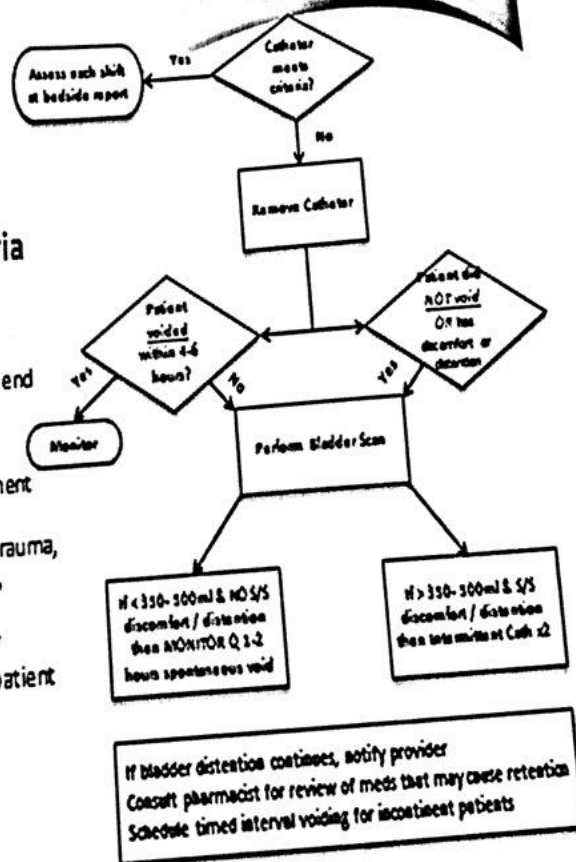 Catheter
meets
criteria?
Yes
Assess each shift
at bedside report
No
Remove Catheter
ria
end
ment
rauma,
patient
Patient
voided
within 4-6
hours?
Patient did
NOT void
OR has
discomfort or
distention
Yes
No
Yes
Monitor
Perform Bladder Scan
If < 350-500ml & NO S/S
discomfort / distention
then MONITOR Q 1-2
hours spontaneous void
If > 350-500ml & S/S
discomfort / distention
then Intermittent Cath x2
If bladder distention continues, notify provider
Consult pharmacist for review of meds that may cause retention
Schedule timed interval voiding for incontinent patients